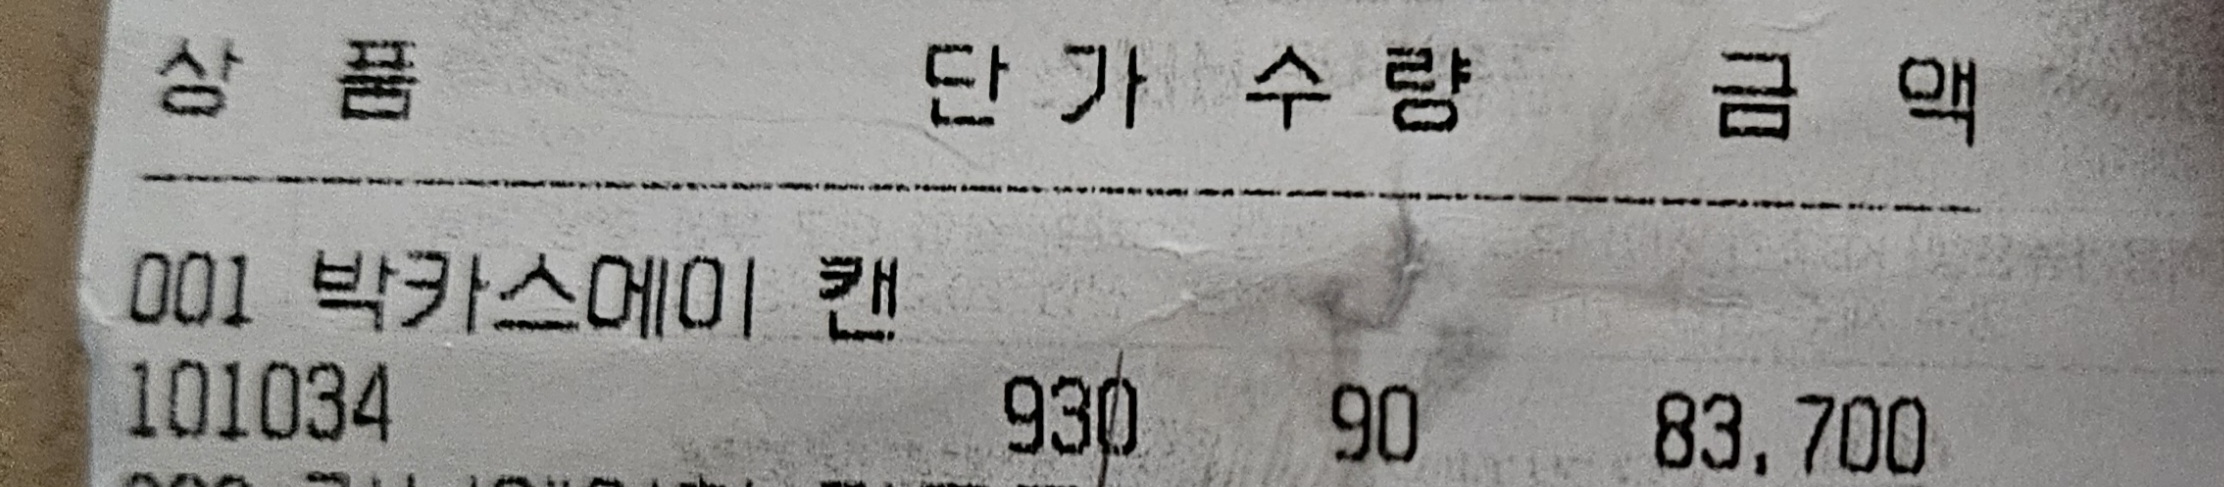 상 품 단 가 수 량 금 액
001 박카스에이 캔
101034 930 90 83,700